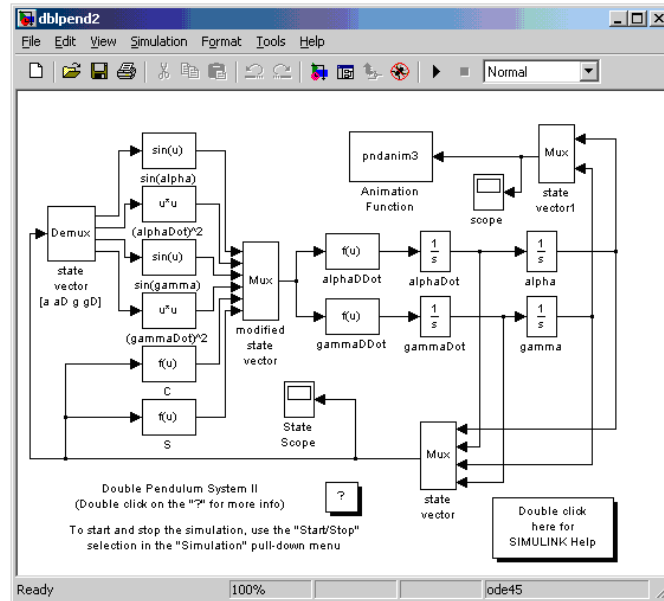 dblpend2
File Edit View Simulation Format Tools Help
Normal
sin(u)
sin(alpha)
u*u
(alphaDot)^2
Demux
state
vector
[a aD g gD]
sin(u)
sin(gamma)
u*u
(gammaDot)^2
f(u)
C
f(u)
S
Mux
modified
state
vector
pndanim3
Animation
Function
scope
Mux
state
vector1
f(u)
alphaDDot
1
s
alphaDot
1
s
alpha
f(u)
gammaDDot
1
s
gammaDot
1
s
gamma
State
Scope
Mux
state
vector
Double Pendulum System II
(Double click on the "?" for more info)
?
To start and stop the simulation, use the "Start/Stop"
selection in the "Simulation" pull-down menu
Double click
here for
SIMULINK Help
Ready 100% ode45